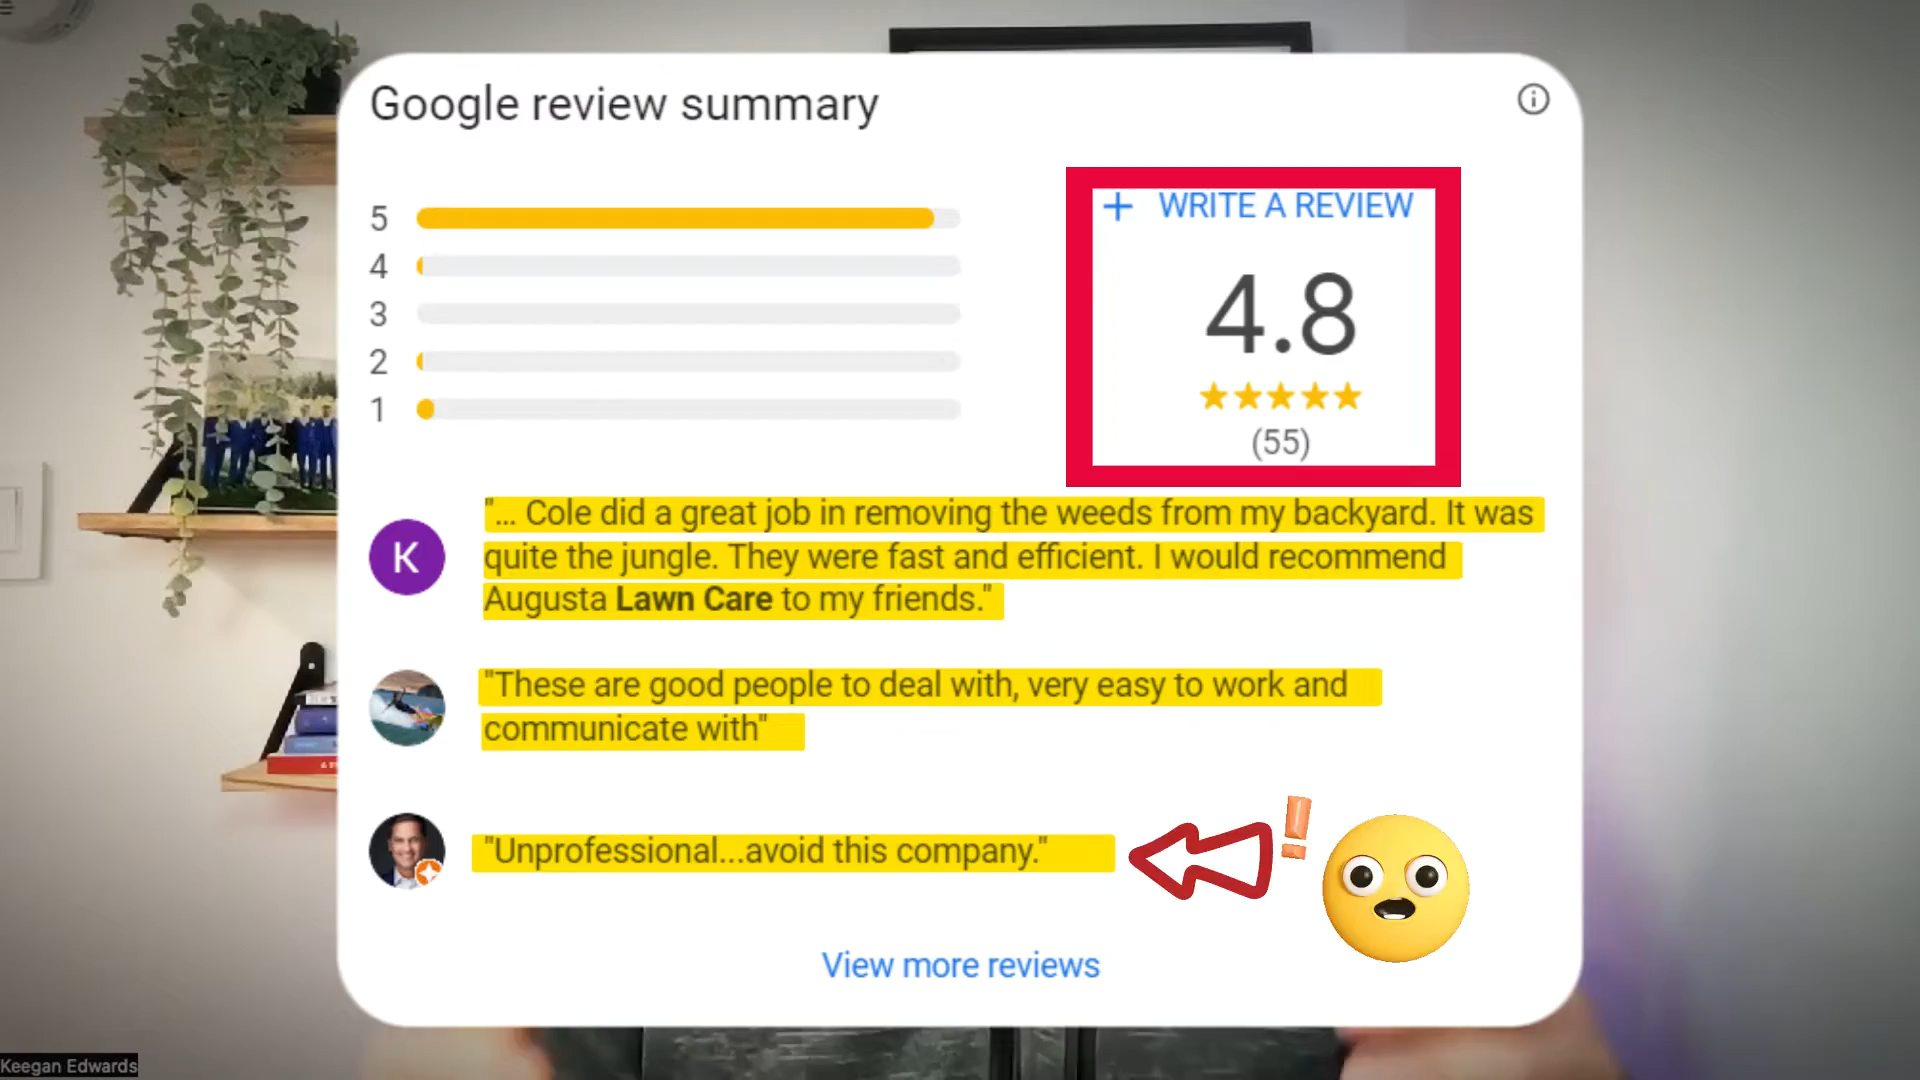 Google review summary
+ WRITE A REVIEW
5
4
3
2
1
4.8
(55)
K
"... Cole did a great job in removing the weeds from my backyard. It was
quite the jungle. They were fast and efficient. I would recommend
Augusta Lawn Care to my friends."
"These are good people to deal with, very easy to work and
communicate with"
"Unprofessional...avoid this company."
View more reviews
Keegan Edwards